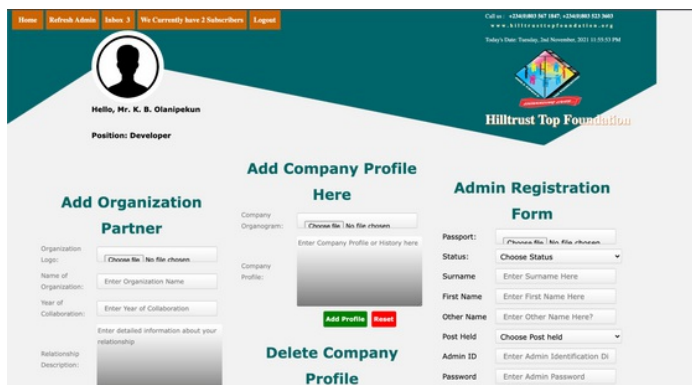 Home Refresh Admin Inbox 3 We Currently have 2 Subscribers Logout
Call us : +234(0)803 567 1847; +234(0)803 523 3603
www.hilltrusttopfoundation.org
Today's Date: Tuesday, 2nd November, 2021 11:55:53 PM
Hello, Mr. K. B. Olanipekun
Position: Developer
Hilltrust Top Foundation
Add Organization
Partner
Organization
Logo:
Choose file No file chosen
Name of
Organization:
Enter Organization Name
Year of
Collaboration:
Enter Year of Collaboration
Relationship
Description:
Enter detailed information about your
relationship
Add Company Profile
Here
Company
Organogram:
Choose file No file chosen
Company
Profile:
Enter Company Profile or History here
Add Profile Reset
Delete Company
Profile
Admin Registration
Form
Passport: Choose file No file chosen
Status: Choose Status
Surname Enter Surname Here
First Name Enter First Name Here
Other Name Enter Other Name Here?
Post Held Choose Post held
Admin ID Enter Admin Identification Di
Password Enter Admin Password